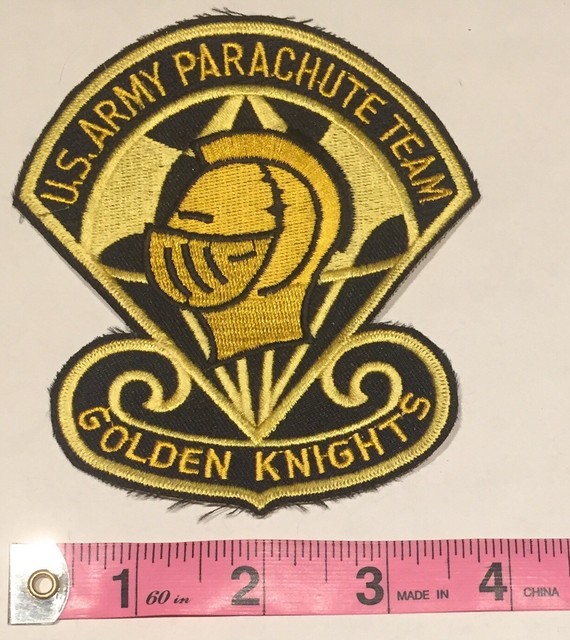 U.S. ARMY PARACHUTE TEAM
GOLDEN KNIGHTS
1 60 in 2 3 MADE IN 4 CHINA